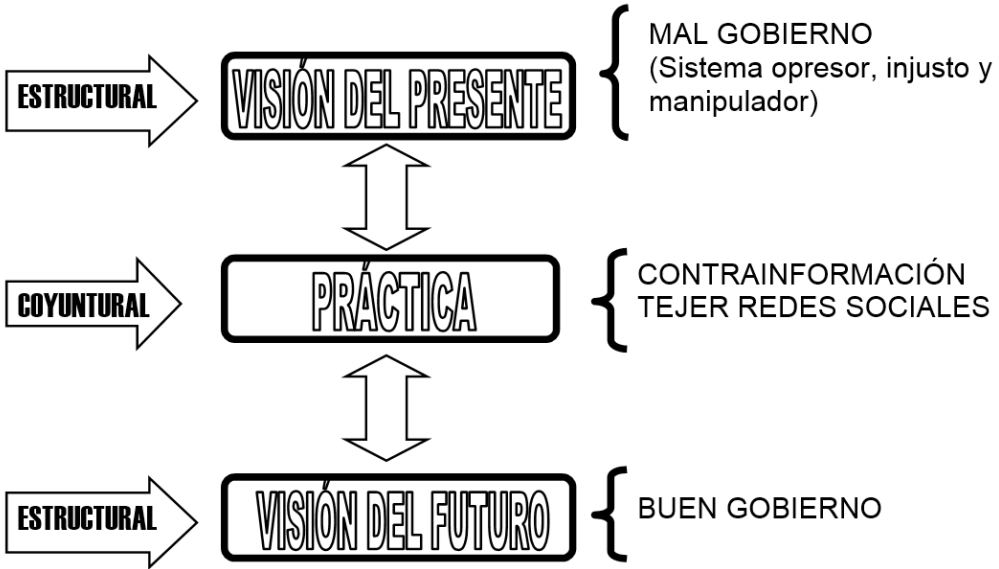 ESTRUCTURAL
VISIÓN DEL PRESENTE
MAL GOBIERNO
(Sistema opresor, injusto y
manipulador)
COYUNTURAL
PRÁCTICA
CONTRAINFORMACIÓN
TEJER REDES SOCIALES
ESTRUCTURAL
VISIÓN DEL FUTURO
BUEN GOBIERNO